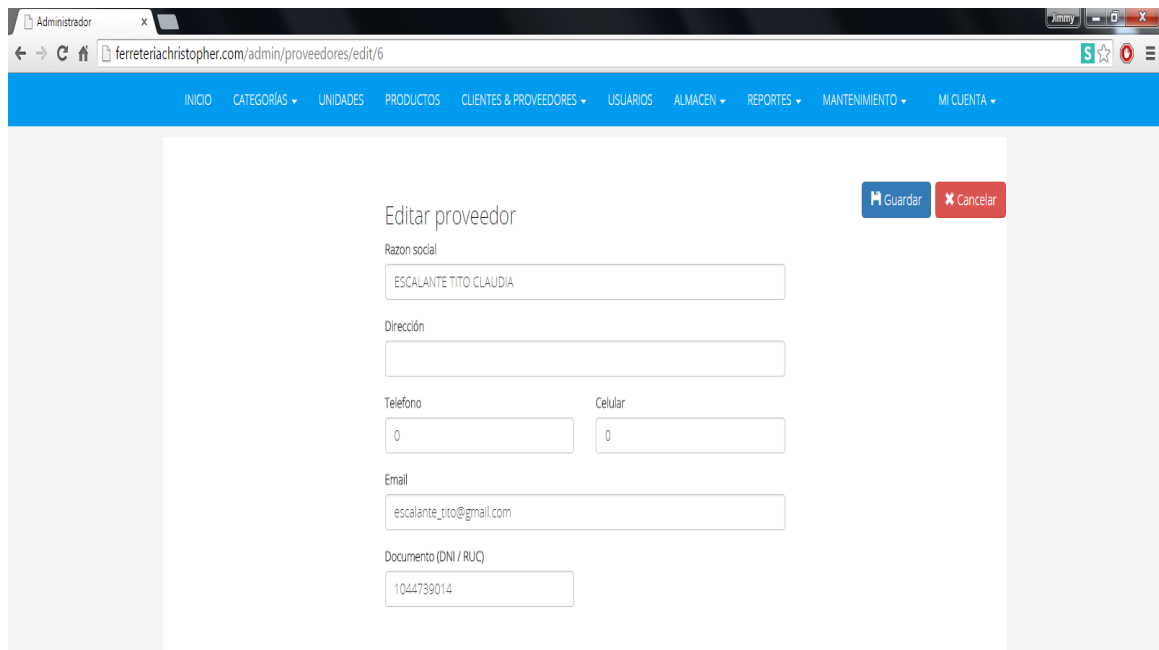 Administrador x
Jimmy
ferreteriachristopher.com/admin/proveedores/edit/6
S
INICIO CATEGORÍAS UNIDADES PRODUCTOS CLIENTES & PROVEEDORES USUARIOS ALMACEN REPORTES MANTENIMIENTO MI CUENTA
Guardar Cancelar
Editar proveedor
Razon social
ESCALANTE TITO CLAUDIA
Dirección
Telefono Celular
0 0
Email
escalante_tito@gmail.com
Documento (DNI / RUC)
1044739014